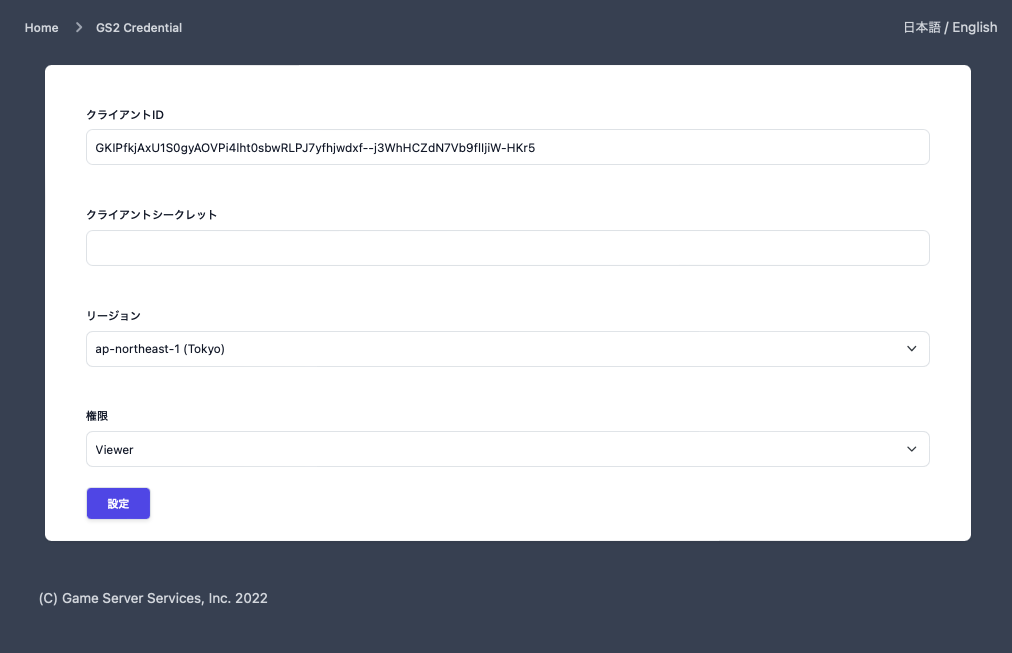 Home > GS2 Credential
日本語 / English
クライアントID
GKIPfkjAxU1S0gyAOVPi4lht0sbwRLPJ7yfhjwdxf--j3WhHCZdN7Vb9flljiW-HKr5
クライアントシークレット
リージョン
ap-northeast-1 (Tokyo)
権限
Viewer
設定
(C) Game Server Services, Inc. 2022